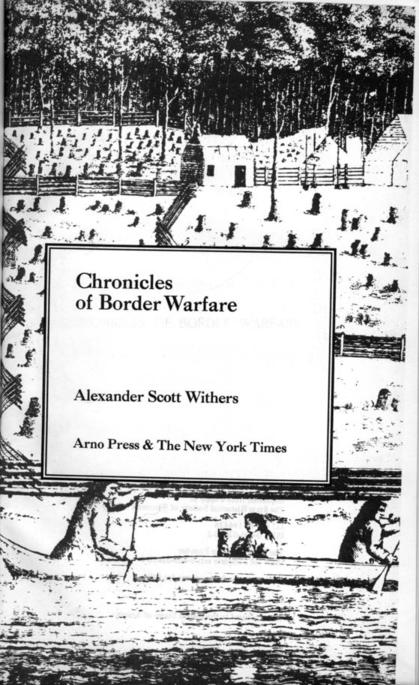 Chronicles
of Border Warfare
Alexander Scott Withers
Arno Press & The New York Times